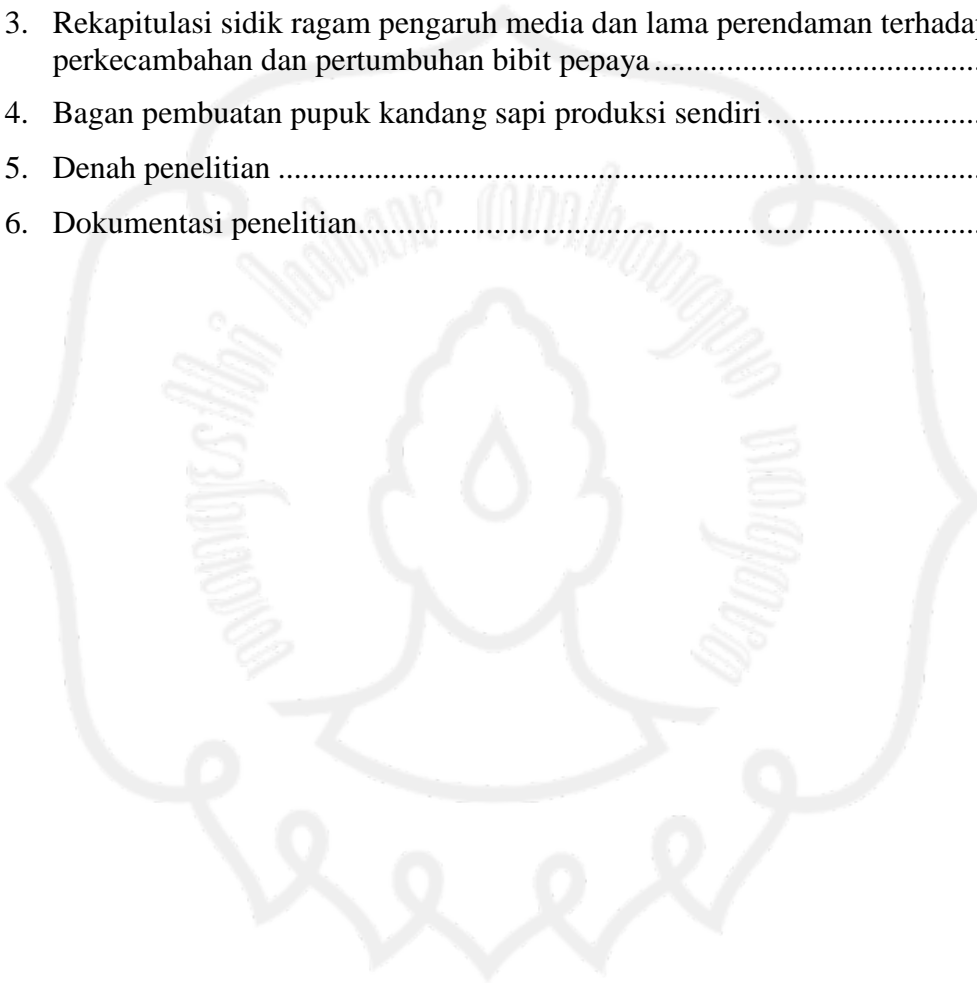 3. Rekapitulasi sidik ragam pengaruh media dan lama perendaman terhadap
perkecambahan dan pertumbuhan bibit pepaya ....................................
4. Bagan pembuatan pupuk kandang sapi produksi sendiri ........................
5. Denah penelitian ...............................................................................
6. Dokumentasi penelitian......................................................................